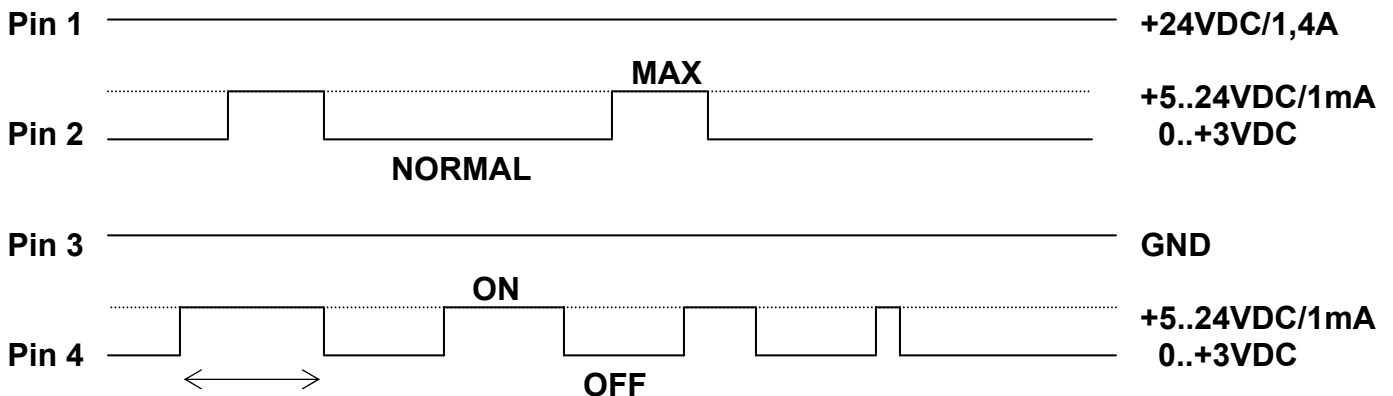 Pin 1 +24VDC/1,4A
MAX
+5..24VDC/1mA
Pin 2 0..+3VDC
NORMAL
Pin 3 GND
ON
+5..24VDC/1mA
Pin 4 0..+3VDC
OFF